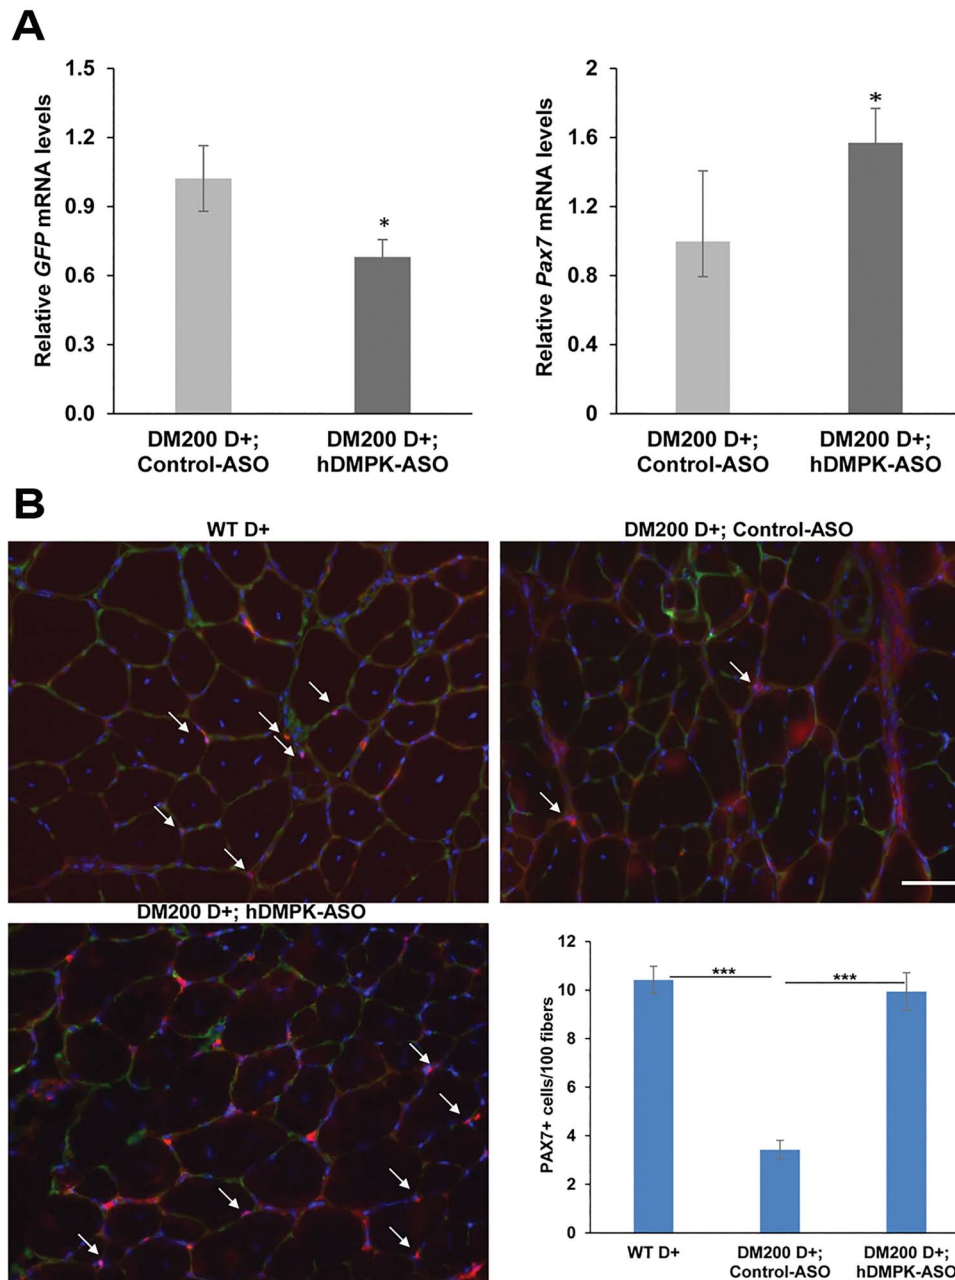 A
Relative GFP mRNA levels
1.5
1.2
0.9
0.6
0.3
0.0
*
DM200 D+;
Control-ASO
DM200 D+;
hDMPK-ASO
Relative Pax7 mRNA levels
2
1.6
1.2
0.8
0.4
0
*
DM200 D+;
Control-ASO
DM200 D+;
hDMPK-ASO
B
WT D+
DM200 D+; Control-ASO
DM200 D+; hDMPK-ASO
PAX7+ cells/100 fibers
12
10
8
6
4
2
0
***
***
WT D+
DM200 D+;
Control-ASO
DM200 D+;
hDMPK-ASO